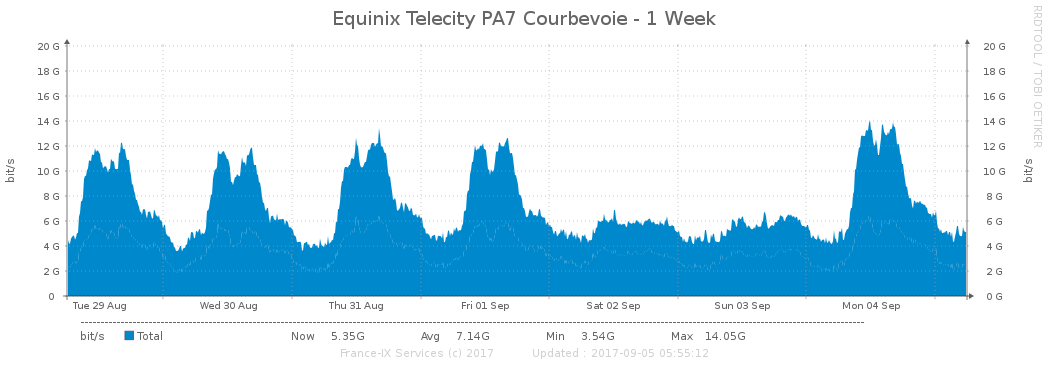 Equinix Telecity PA7 Courbevoie - 1 Week
RRDTOOL / TOBI OETIKER
bit/s
20 G
18 G
16 G
14 G
12 G
10 G
8 G
6 G
4 G
2 G
0
20 G
18 G
16 G
14 G
12 G
10 G
8 G
6 G
4 G
2 G
0 G
bit/s
Tue 29 Aug Wed 30 Aug Thu 31 Aug Fri 01 Sep Sat 02 Sep Sun 03 Sep Mon 04 Sep
bit/s Total Now 5.35G Avg 7.14G Min 3.54G Max 14.05G
France-IX Services (c) 2017 Updated : 2017-09-05 05:55:12